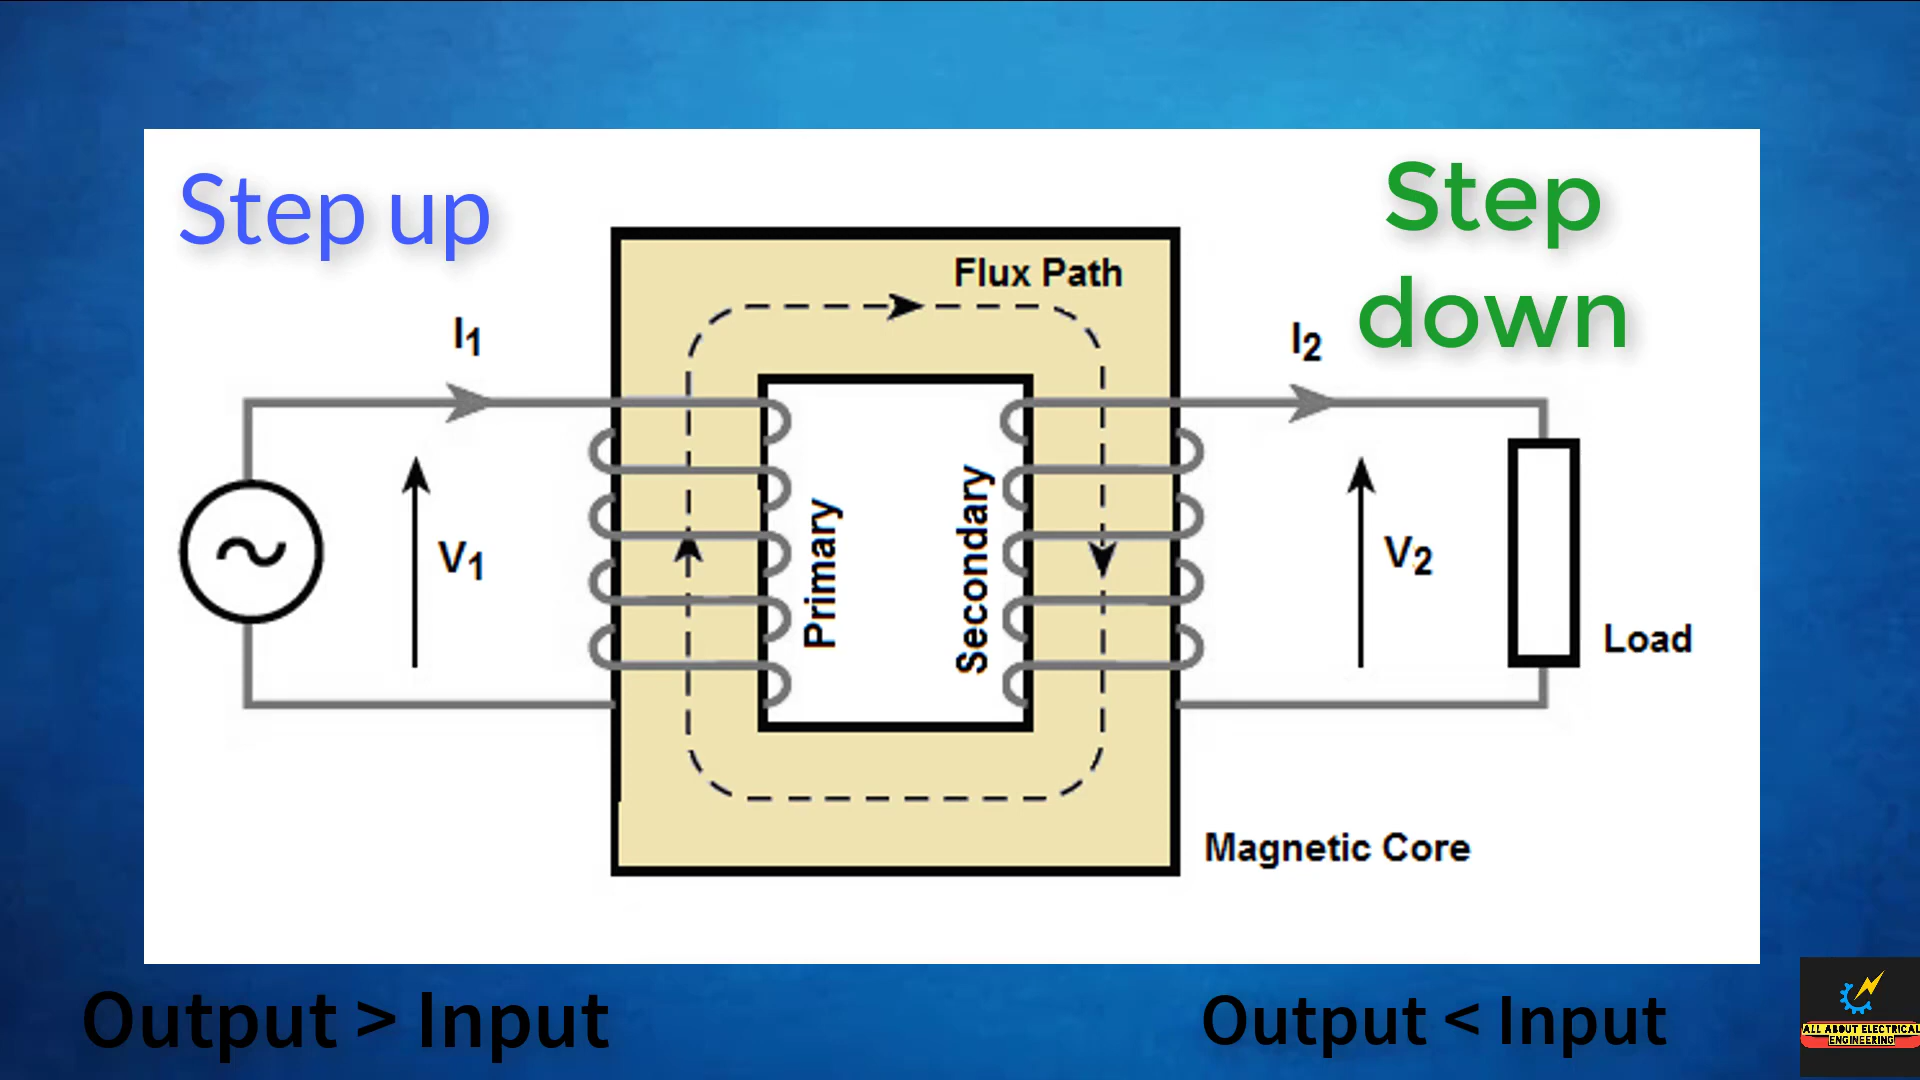 Step up
Step
down
Flux Path
I1
I2
V1
Primary
Secondary
V2
Load
Magnetic Core
Output > Input
Output < Input
ALL ABOUT ELECTRICAL
ENGINEERING